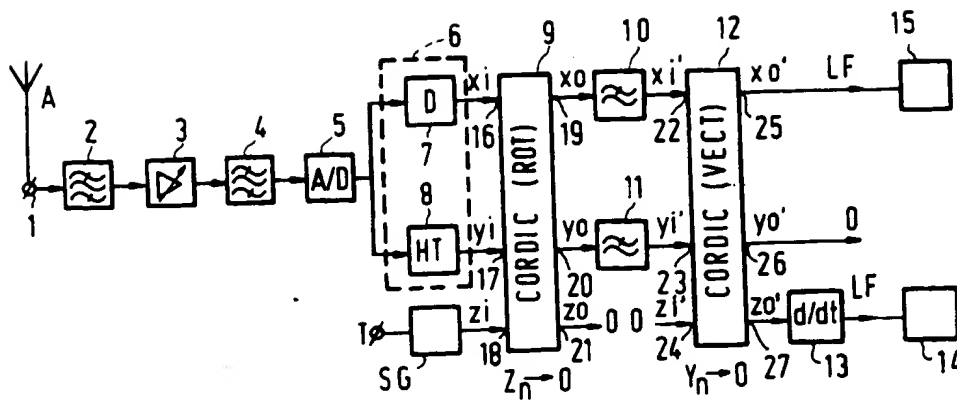 6 9 10 12 15
A 2 3 4 5 D xi xo xi' xo' LF
7 16 19 22 25
1 A/D CORDIC (ROT) CORDIC (VECT)
8 11
HT yi yo yi' yo' 0
17 20 23 26
T zi zo 0 0 zi' zo' d/dt LF
SG 18 21 24 27 13 14
Zn→0 Yn→0